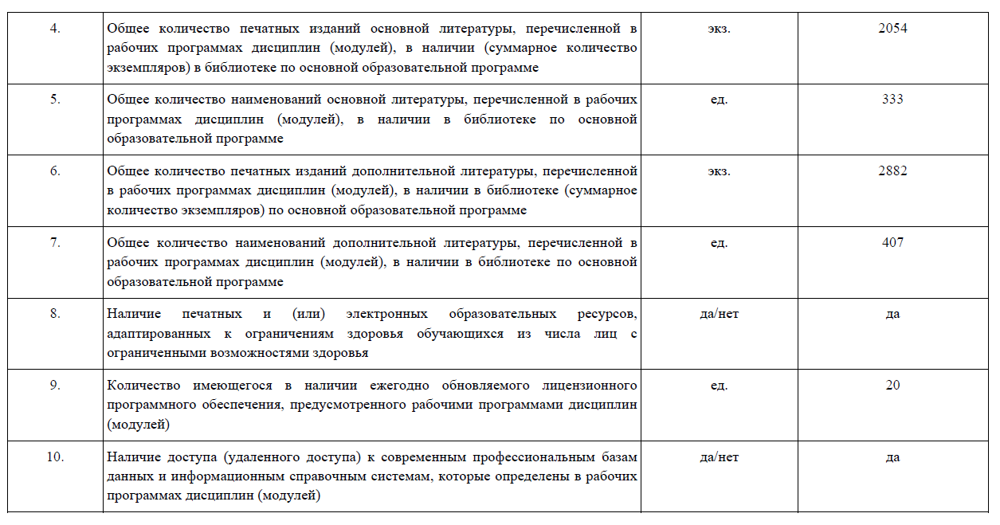 4. Общее количество печатных изданий основной литературы, перечисленной в экз. 2054
рабочих программах дисциплин (модулей), в наличии (суммарное количество
экземпляров) в библиотеке по основной образовательной программе
5. Общее количество наименований основной литературы, перечисленной в рабочих ед. 333
программах дисциплин (модулей), в наличии в библиотеке по основной
образовательной программе
6. Общее количество печатных изданий дополнительной литературы, перечисленной экз. 2882
в рабочих программах дисциплин (модулей), в наличии в библиотеке (суммарное
количество экземпляров) по основной образовательной программе
7. Общее количество наименований дополнительной литературы, перечисленной в ед. 407
рабочих программах дисциплин (модулей), в наличии в библиотеке по основной
образовательной программе
8. Наличие печатных и (или) электронных образовательных ресурсов, да/нет да
адаптированных к ограничениям здоровья обучающихся из числа лиц с
ограниченными возможностями здоровья
9. Количество имеющегося в наличии ежегодно обновляемого лицензионного ед. 20
программного обеспечения, предусмотренного рабочими программами дисциплин
(модулей)
10. Наличие доступа (удаленного доступа) к современным профессиональным базам да/нет да
данных и информационным справочным системам, которые определены в рабочих
программах дисциплин (модулей)